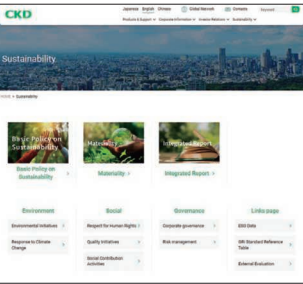 CKD
Japanese English Chinese Global Network Contacts Keyword
Products & Support Corporate Information Investor Relations Sustainability
Sustainability
HOME > Sustainability
Basic Policy on
Sustainability
Materiality
Integrated Report
Basic Policy on
Sustainability >
Materiality >
Integrated Report >
Environment
Social
Governance
Links page
Environmental Initiatives >
Respect for Human Rights >
Corporate governance >
ESG Data >
Response to Climate
Change >
Quality Initiatives >
Risk management >
GRI Standard Reference
Table >
Social Contribution
Activities >
External Evaluation >